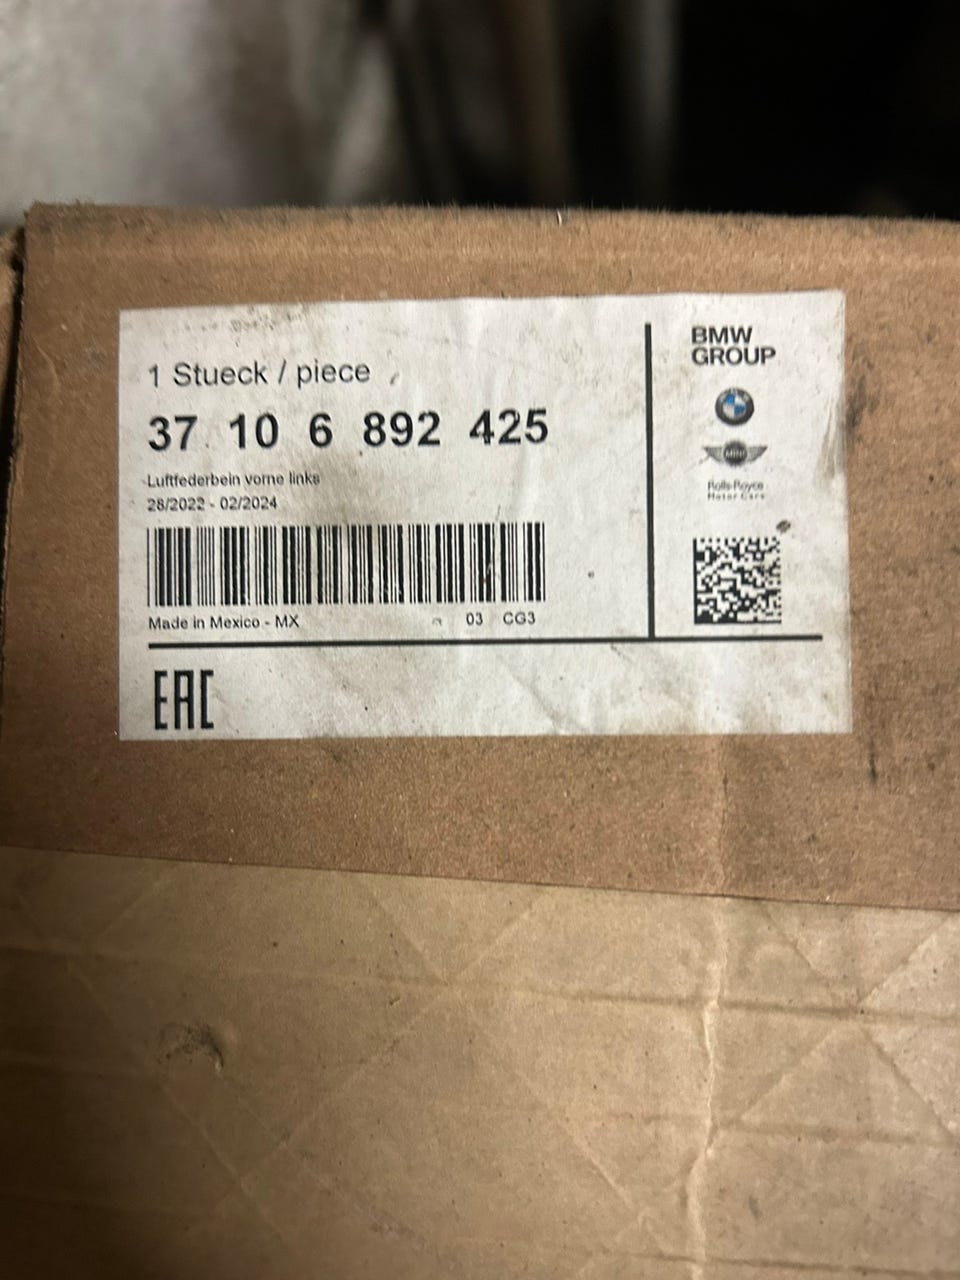 1 Stueck / piece
37 10 6 892 425
Luftfederbein vorne links
28/2022 - 02/2024
Made in Mexico - MX 03 CG3
EAC
BMW
GROUP
MINI
Rolls-Royce
Motor Cars